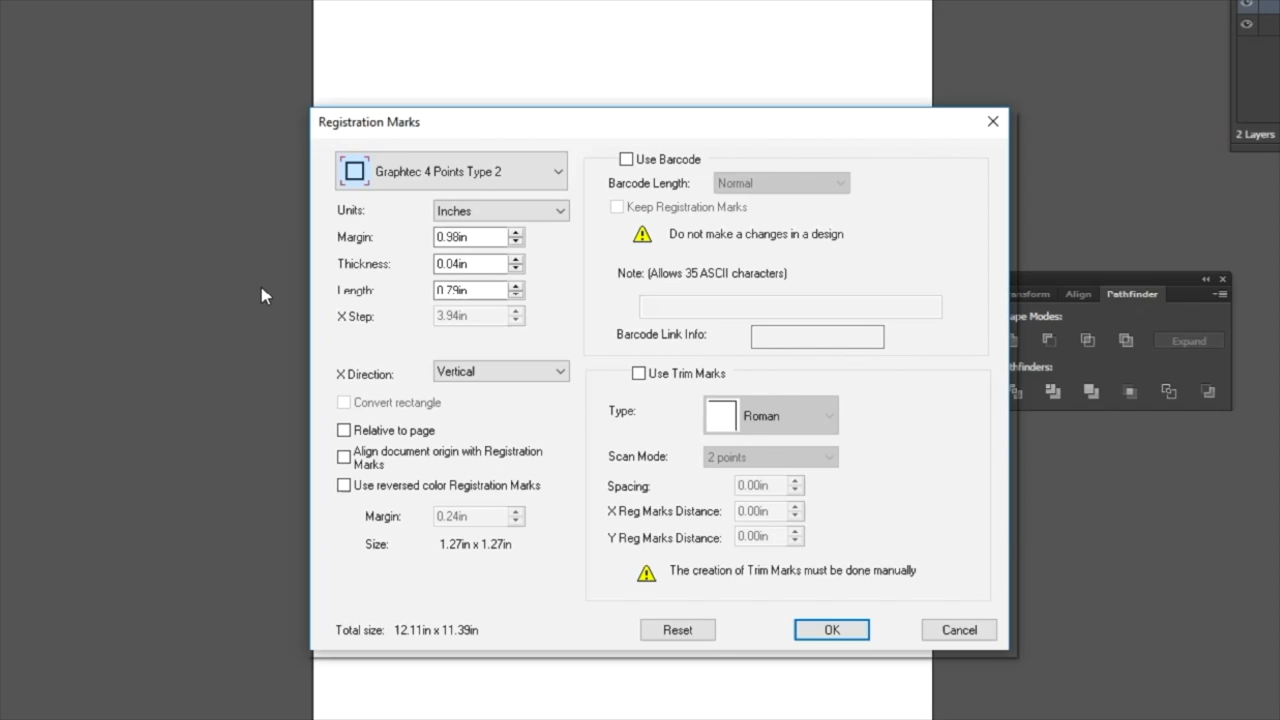 2 Layers
Registration Marks
Graphtec 4 Points Type 2
Units: Inches
Margin: 0.98in
Thickness: 0.04in
Length: 0.79in
X Step: 3.94in
X Direction: Vertical
Convert rectangle
Relative to page
Align document origin with Registration
Marks
Use reversed color Registration Marks
Margin: 0.24in
Size: 1.27in x 1.27in
Total size: 12.11in x 11.39in
Use Barcode
Barcode Length: Normal
Keep Registration Marks
Do not make a changes in a design
Note: (Allows 35 ASCII characters)
Barcode Link Info:
Use Trim Marks
Type: Roman
Scan Mode: 2 points
Spacing: 0.00in
X Reg Marks Distance: 0.00in
Y Reg Marks Distance: 0.00in
The creation of Trim Marks must be done manually
Reset OK Cancel
ansform Align Pathfinder
ape Modes:
Expand
thfinders: